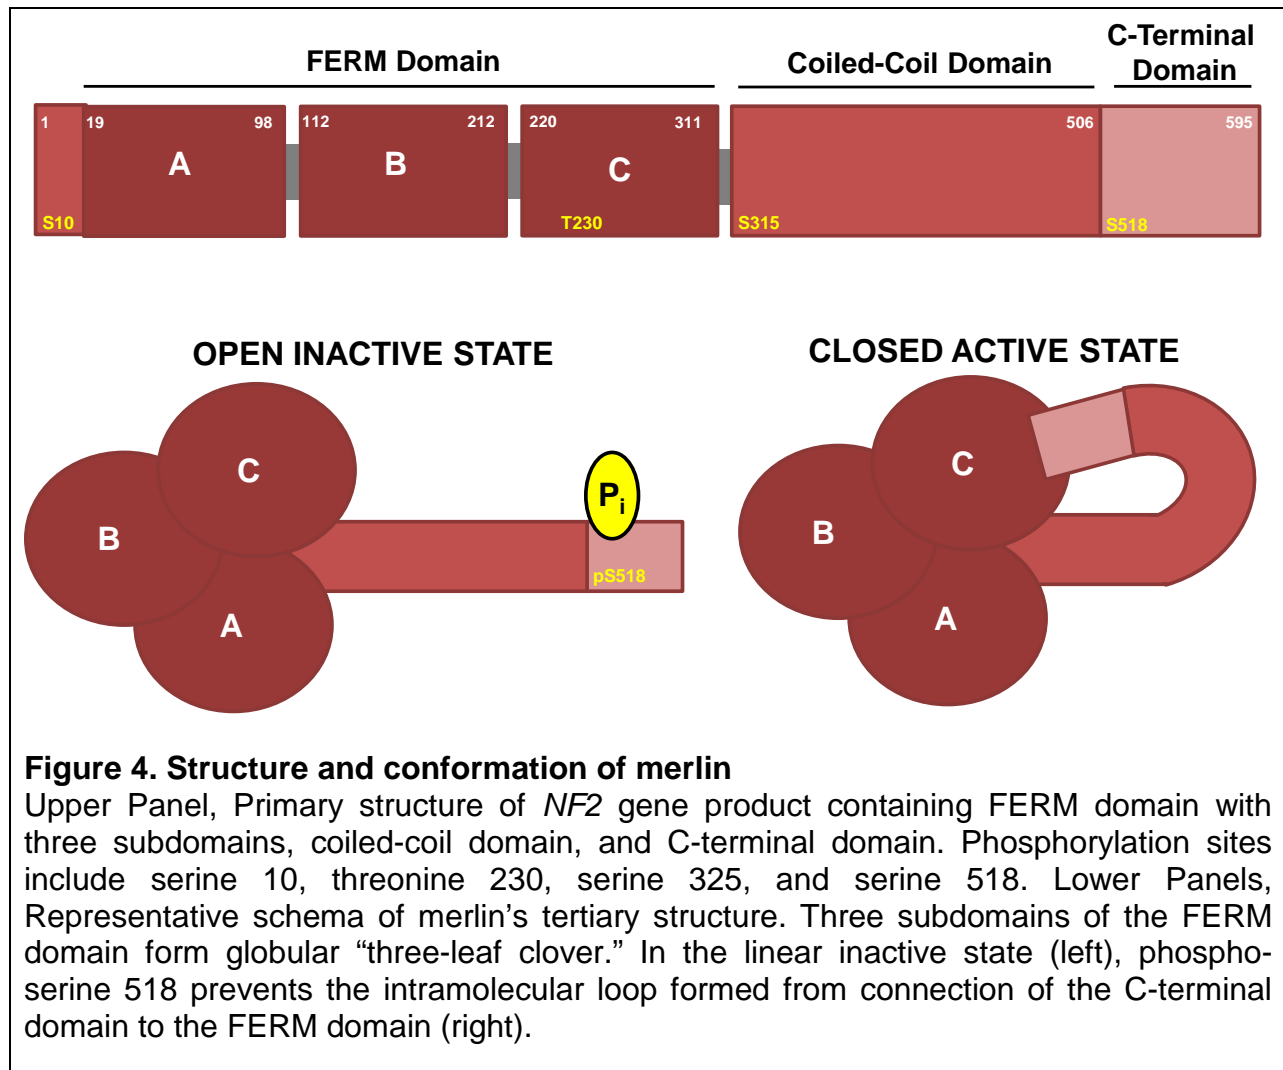 FERM Domain
Coiled-Coil Domain
C-Terminal
Domain
1 19 98 112 212 220 311 506 595
A B C
S10 T230 S315 S518
OPEN INACTIVE STATE
CLOSED ACTIVE STATE
C
B
A
Pi
pS518
C
B
A
Figure 4. Structure and conformation of merlin
Upper Panel, Primary structure of NF2 gene product containing FERM domain with
three subdomains, coiled-coil domain, and C-terminal domain. Phosphorylation sites
include serine 10, threonine 230, serine 325, and serine 518. Lower Panels,
Representative schema of merlin’s tertiary structure. Three subdomains of the FERM
domain form globular “three-leaf clover.” In the linear inactive state (left), phospho-
serine 518 prevents the intramolecular loop formed from connection of the C-terminal
domain to the FERM domain (right).